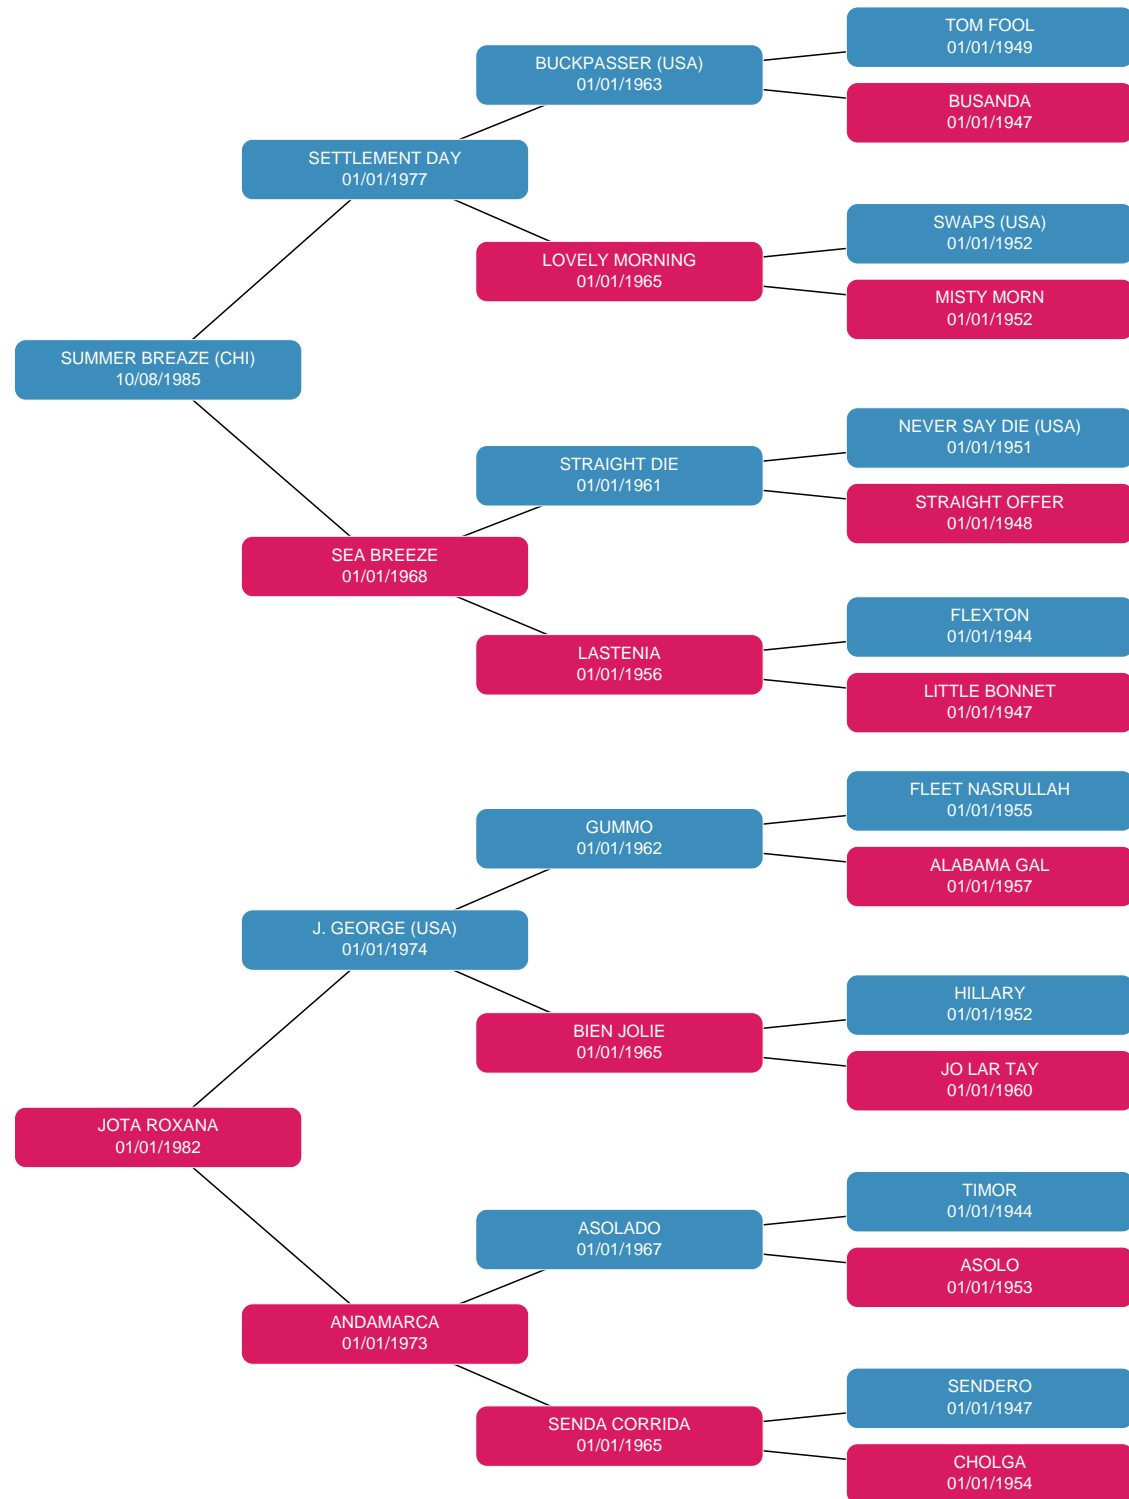 TOM FOOL
01/01/1949
BUCKPASSER (USA)
01/01/1963
BUSANDA
01/01/1947
SETTLEMENT DAY
01/01/1977
SWAPS (USA)
01/01/1952
LOVELY MORNING
01/01/1965
MISTY MORN
01/01/1952
SUMMER BREAZE (CHI)
10/08/1985
NEVER SAY DIE (USA)
01/01/1951
STRAIGHT DIE
01/01/1961
STRAIGHT OFFER
01/01/1948
SEA BREEZE
01/01/1968
FLEXTON
01/01/1944
LASTENIA
01/01/1956
LITTLE BONNET
01/01/1947
FLEET NASRULLAH
01/01/1955
GUMMO
01/01/1962
ALABAMA GAL
01/01/1957
J. GEORGE (USA)
01/01/1974
HILLARY
01/01/1952
BIEN JOLIE
01/01/1965
JO LAR TAY
01/01/1960
JOTA ROXANA
01/01/1982
TIMOR
01/01/1944
ASOLADO
01/01/1967
ASOLO
01/01/1953
ANDAMARCA
01/01/1973
SENDERO
01/01/1947
SENDA CORRIDA
01/01/1965
CHOLGA
01/01/1954